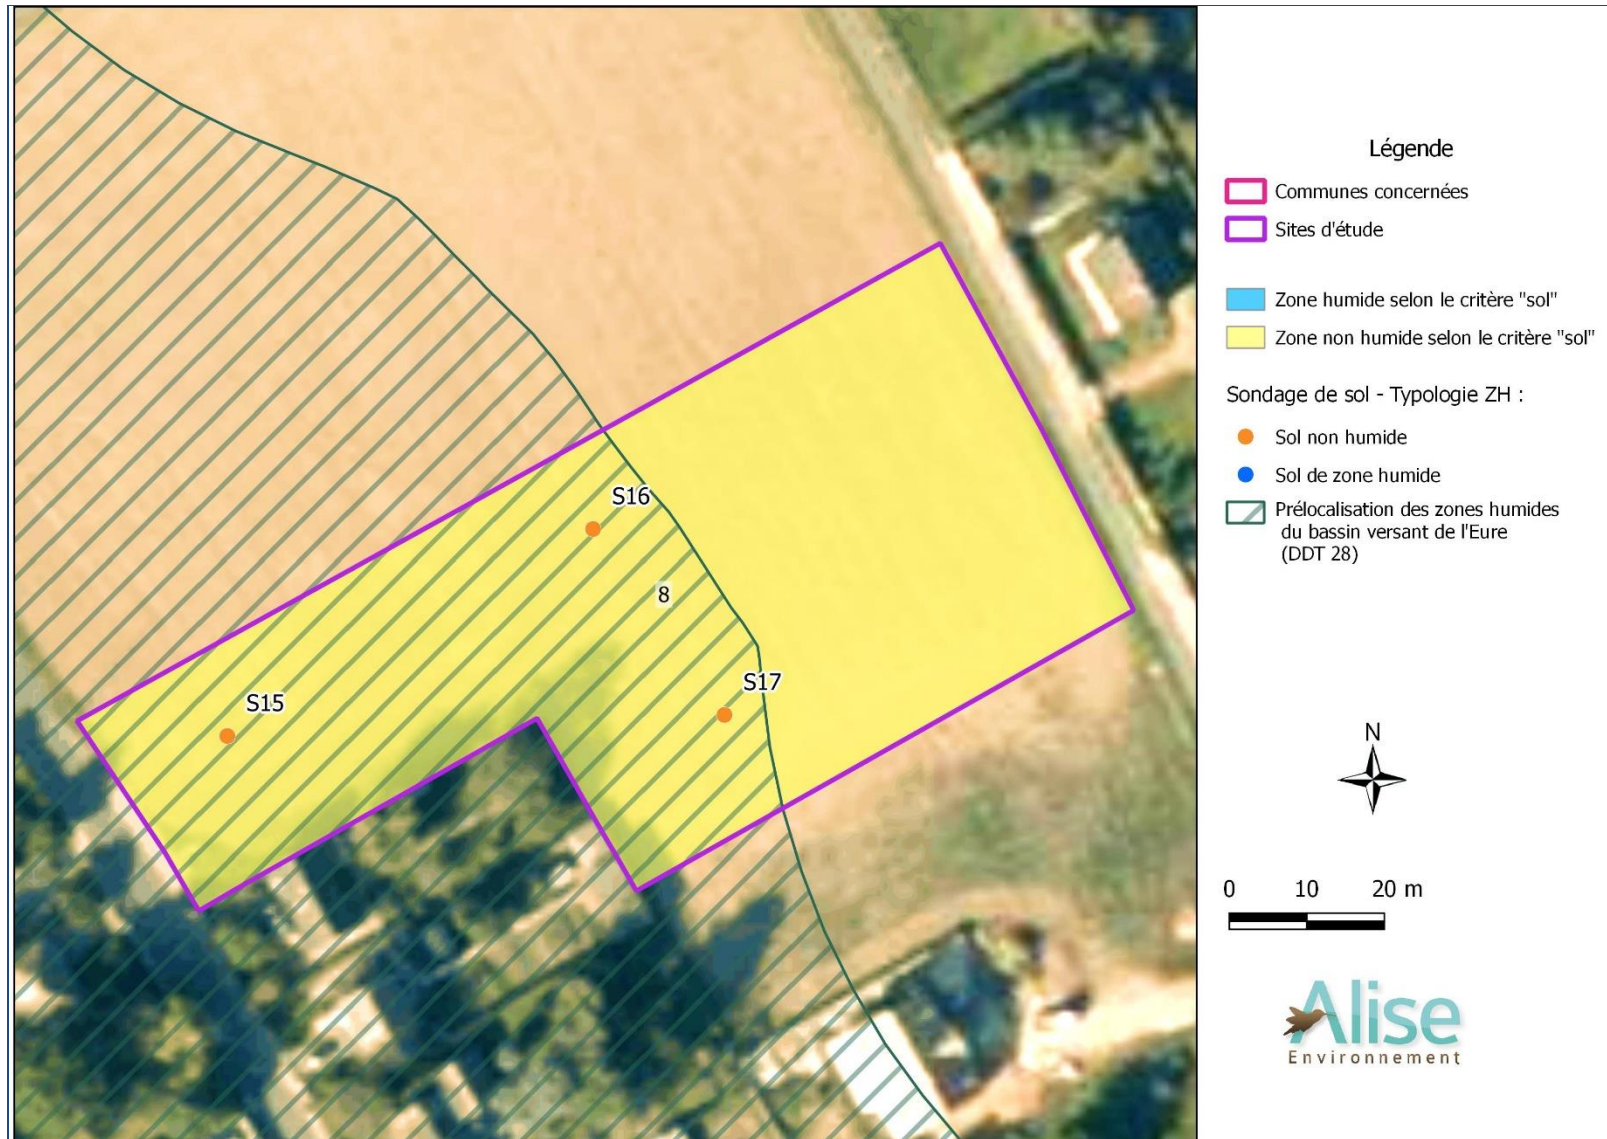 S16
8
S17
S15
Légende
Communes concernées
Sites d'étude
Zone humide selon le critère "sol"
Zone non humide selon le critère "sol"
Sondage de sol - Typologie ZH :
Sol non humide
Sol de zone humide
Prélocalisation des zones humides
du bassin versant de l'Eure
(DDT 28)
N
0 10 20 m
Alise
Environnement